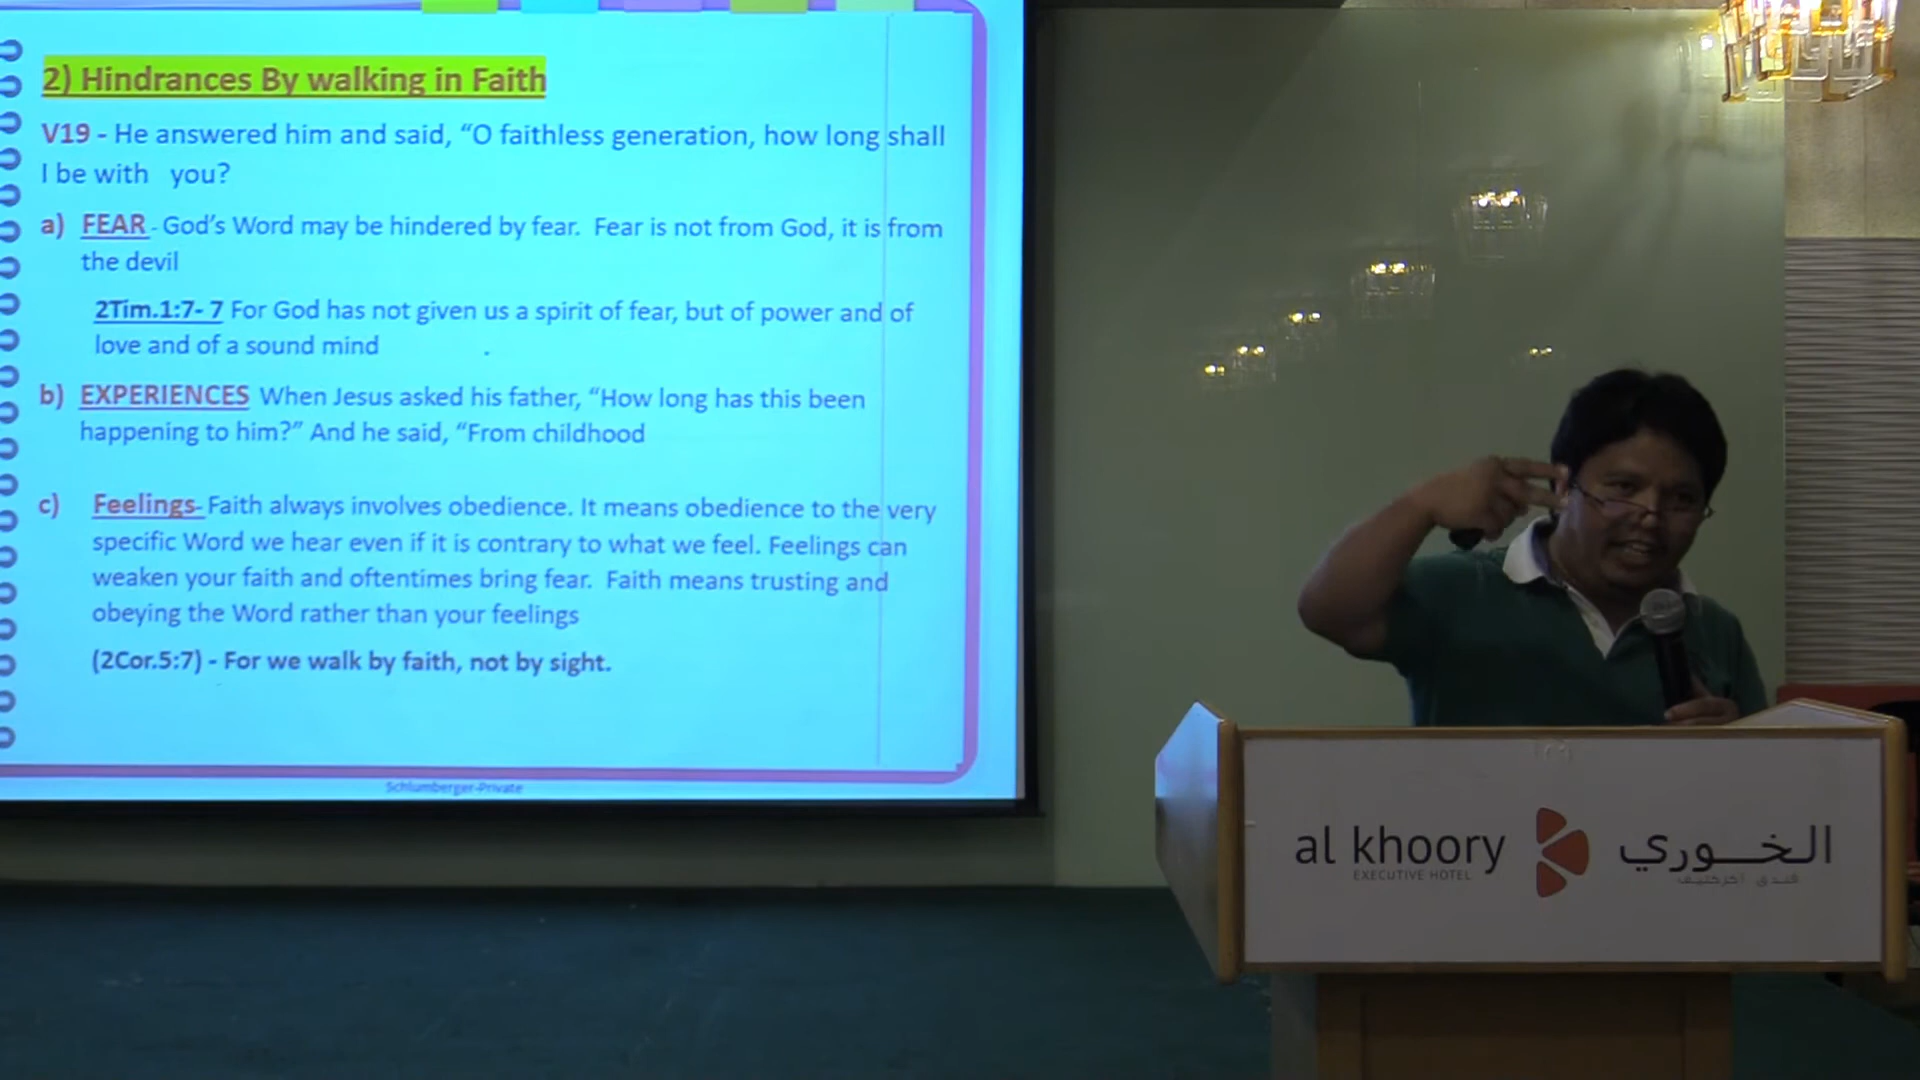 2) Hindrances By walking in Faith
V19 - He answered him and said, “O faithless generation, how long shall
I be with you?
a) FEAR - God’s Word may be hindered by fear. Fear is not from God, it is from
the devil
2Tim.1:7- 7 For God has not given us a spirit of fear, but of power and of
love and of a sound mind
b) EXPERIENCES When Jesus asked his father, “How long has this been
happening to him?” And he said, “From childhood
c) Feelings- Faith always involves obedience. It means obedience to the very
specific Word we hear even if it is contrary to what we feel. Feelings can
weaken your faith and oftentimes bring fear. Faith means trusting and
obeying the Word rather than your feelings
(2Cor.5:7) - For we walk by faith, not by sight.
Schlumberger-Private
al khoory
EXECUTIVE HOTEL
الخوري
فندق اكزكتيف